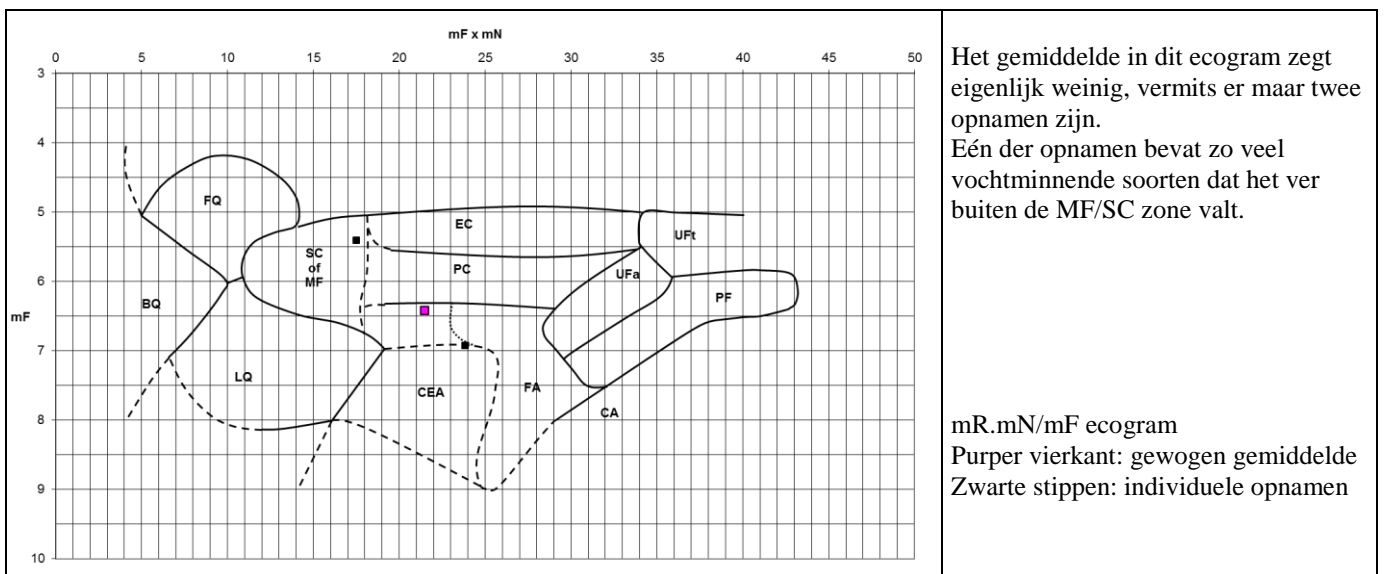 mF x mN
0 5 10 15 20 25 30 35 40 45 50
3
4
5
6
7
8
9
10
mF
FQ
EC
UFt
SC
of
MF
PC
UFa
PF
BQ
LQ
CEA
FA
CA
Het gemiddelde in dit ecogram zegt
eigenlijk weinig, vermits er maar twee
opnamen zijn.
Eén der opnamen bevat zo veel
vochtminnende soorten dat het ver
buiten de MF/SC zone valt.
mR.mN/mF ecogram
Purper vierkant: gewogen gemiddelde
Zwarte stippen: individuele opnamen